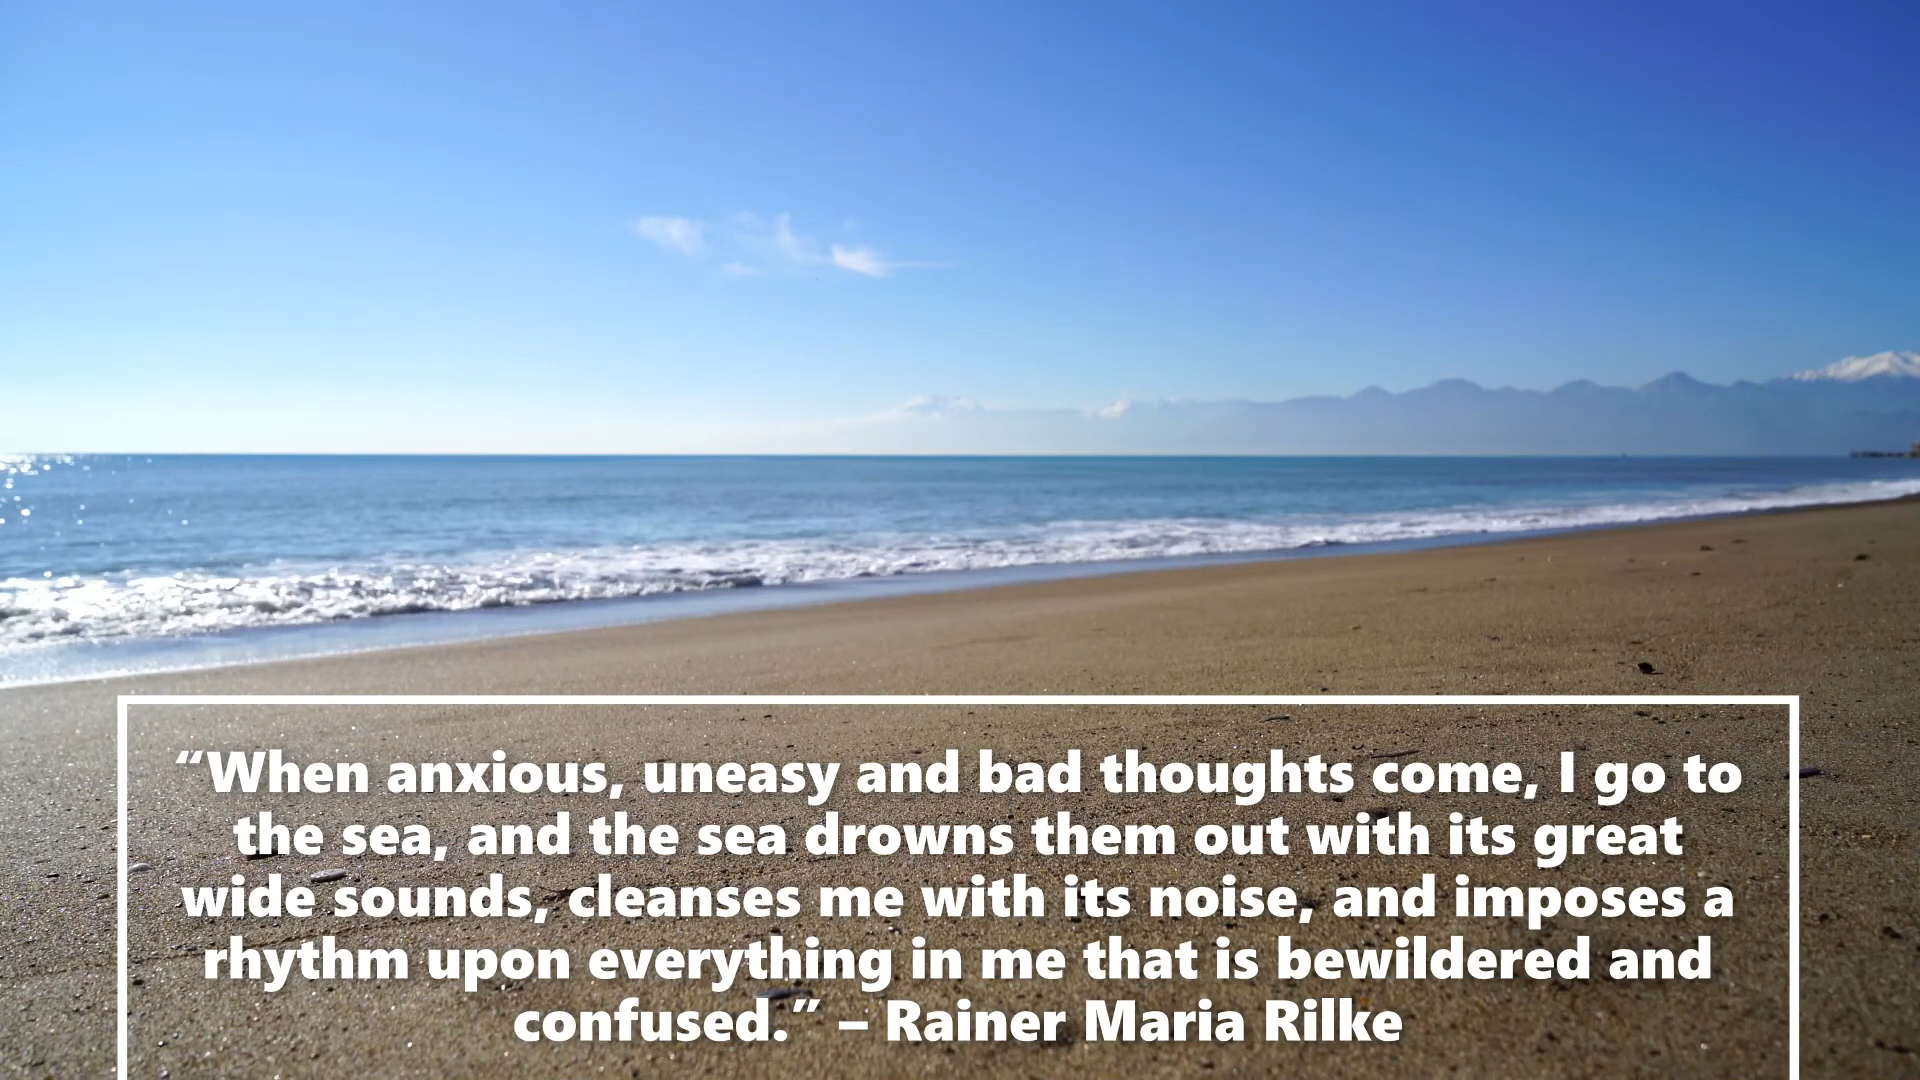 “When anxious, uneasy and bad thoughts come, I go to
the sea, and the sea drowns them out with its great
wide sounds, cleanses me with its noise, and imposes a
rhythm upon everything in me that is bewildered and
confused.” – Rainer Maria Rilke